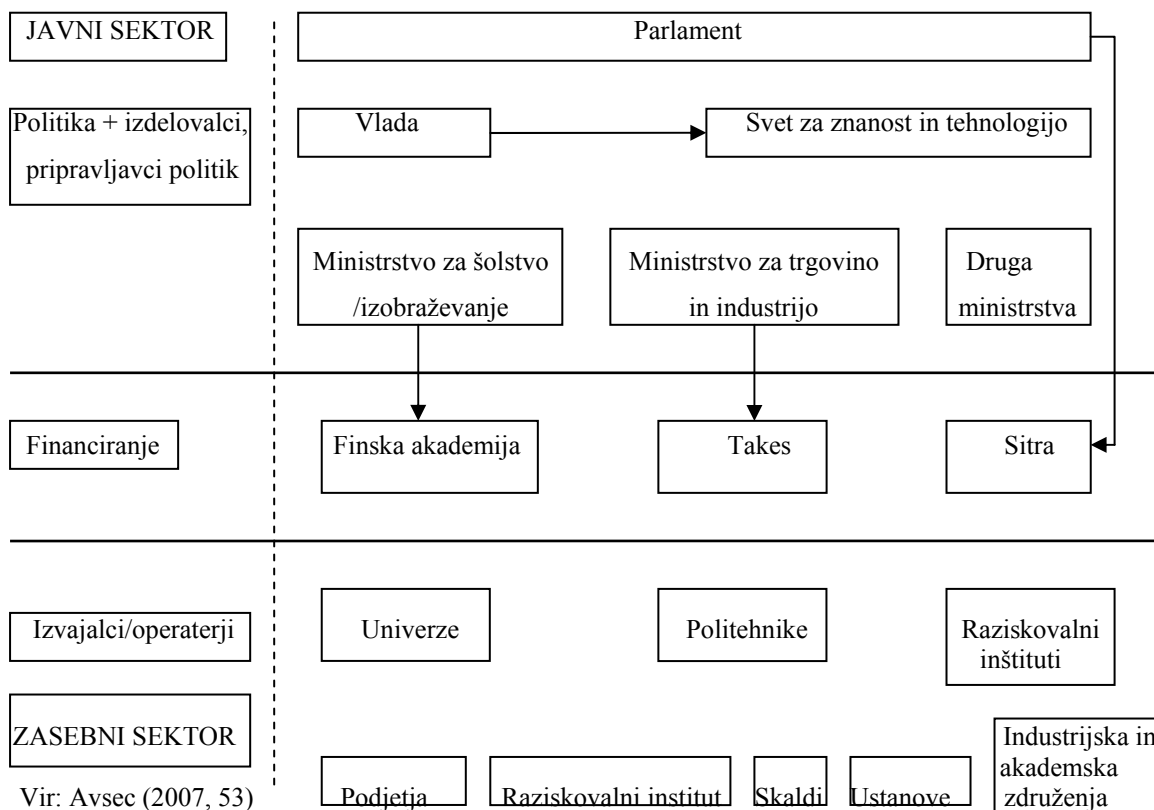 JAVNI SEKTOR
Parlament
Politika + izdelovalci,
pripravljavci politik
Vlada
Svet za znanost in tehnologijo
Ministrstvo za šolstvo
/izobraževanje
Ministrstvo za trgovino
in industrijo
Druga
ministrstva
Financiranje
Finska akademija
Takes
Sitra
Izvajalci/operaterji
Univerze
Politehnike
Raziskovalni
inštituti
ZASEBNI SEKTOR
Podjetja
Raziskovalni institut
Skaldi
Ustanove
Industrijska in
akademska
združenja
Vir: Avsec (2007, 53)